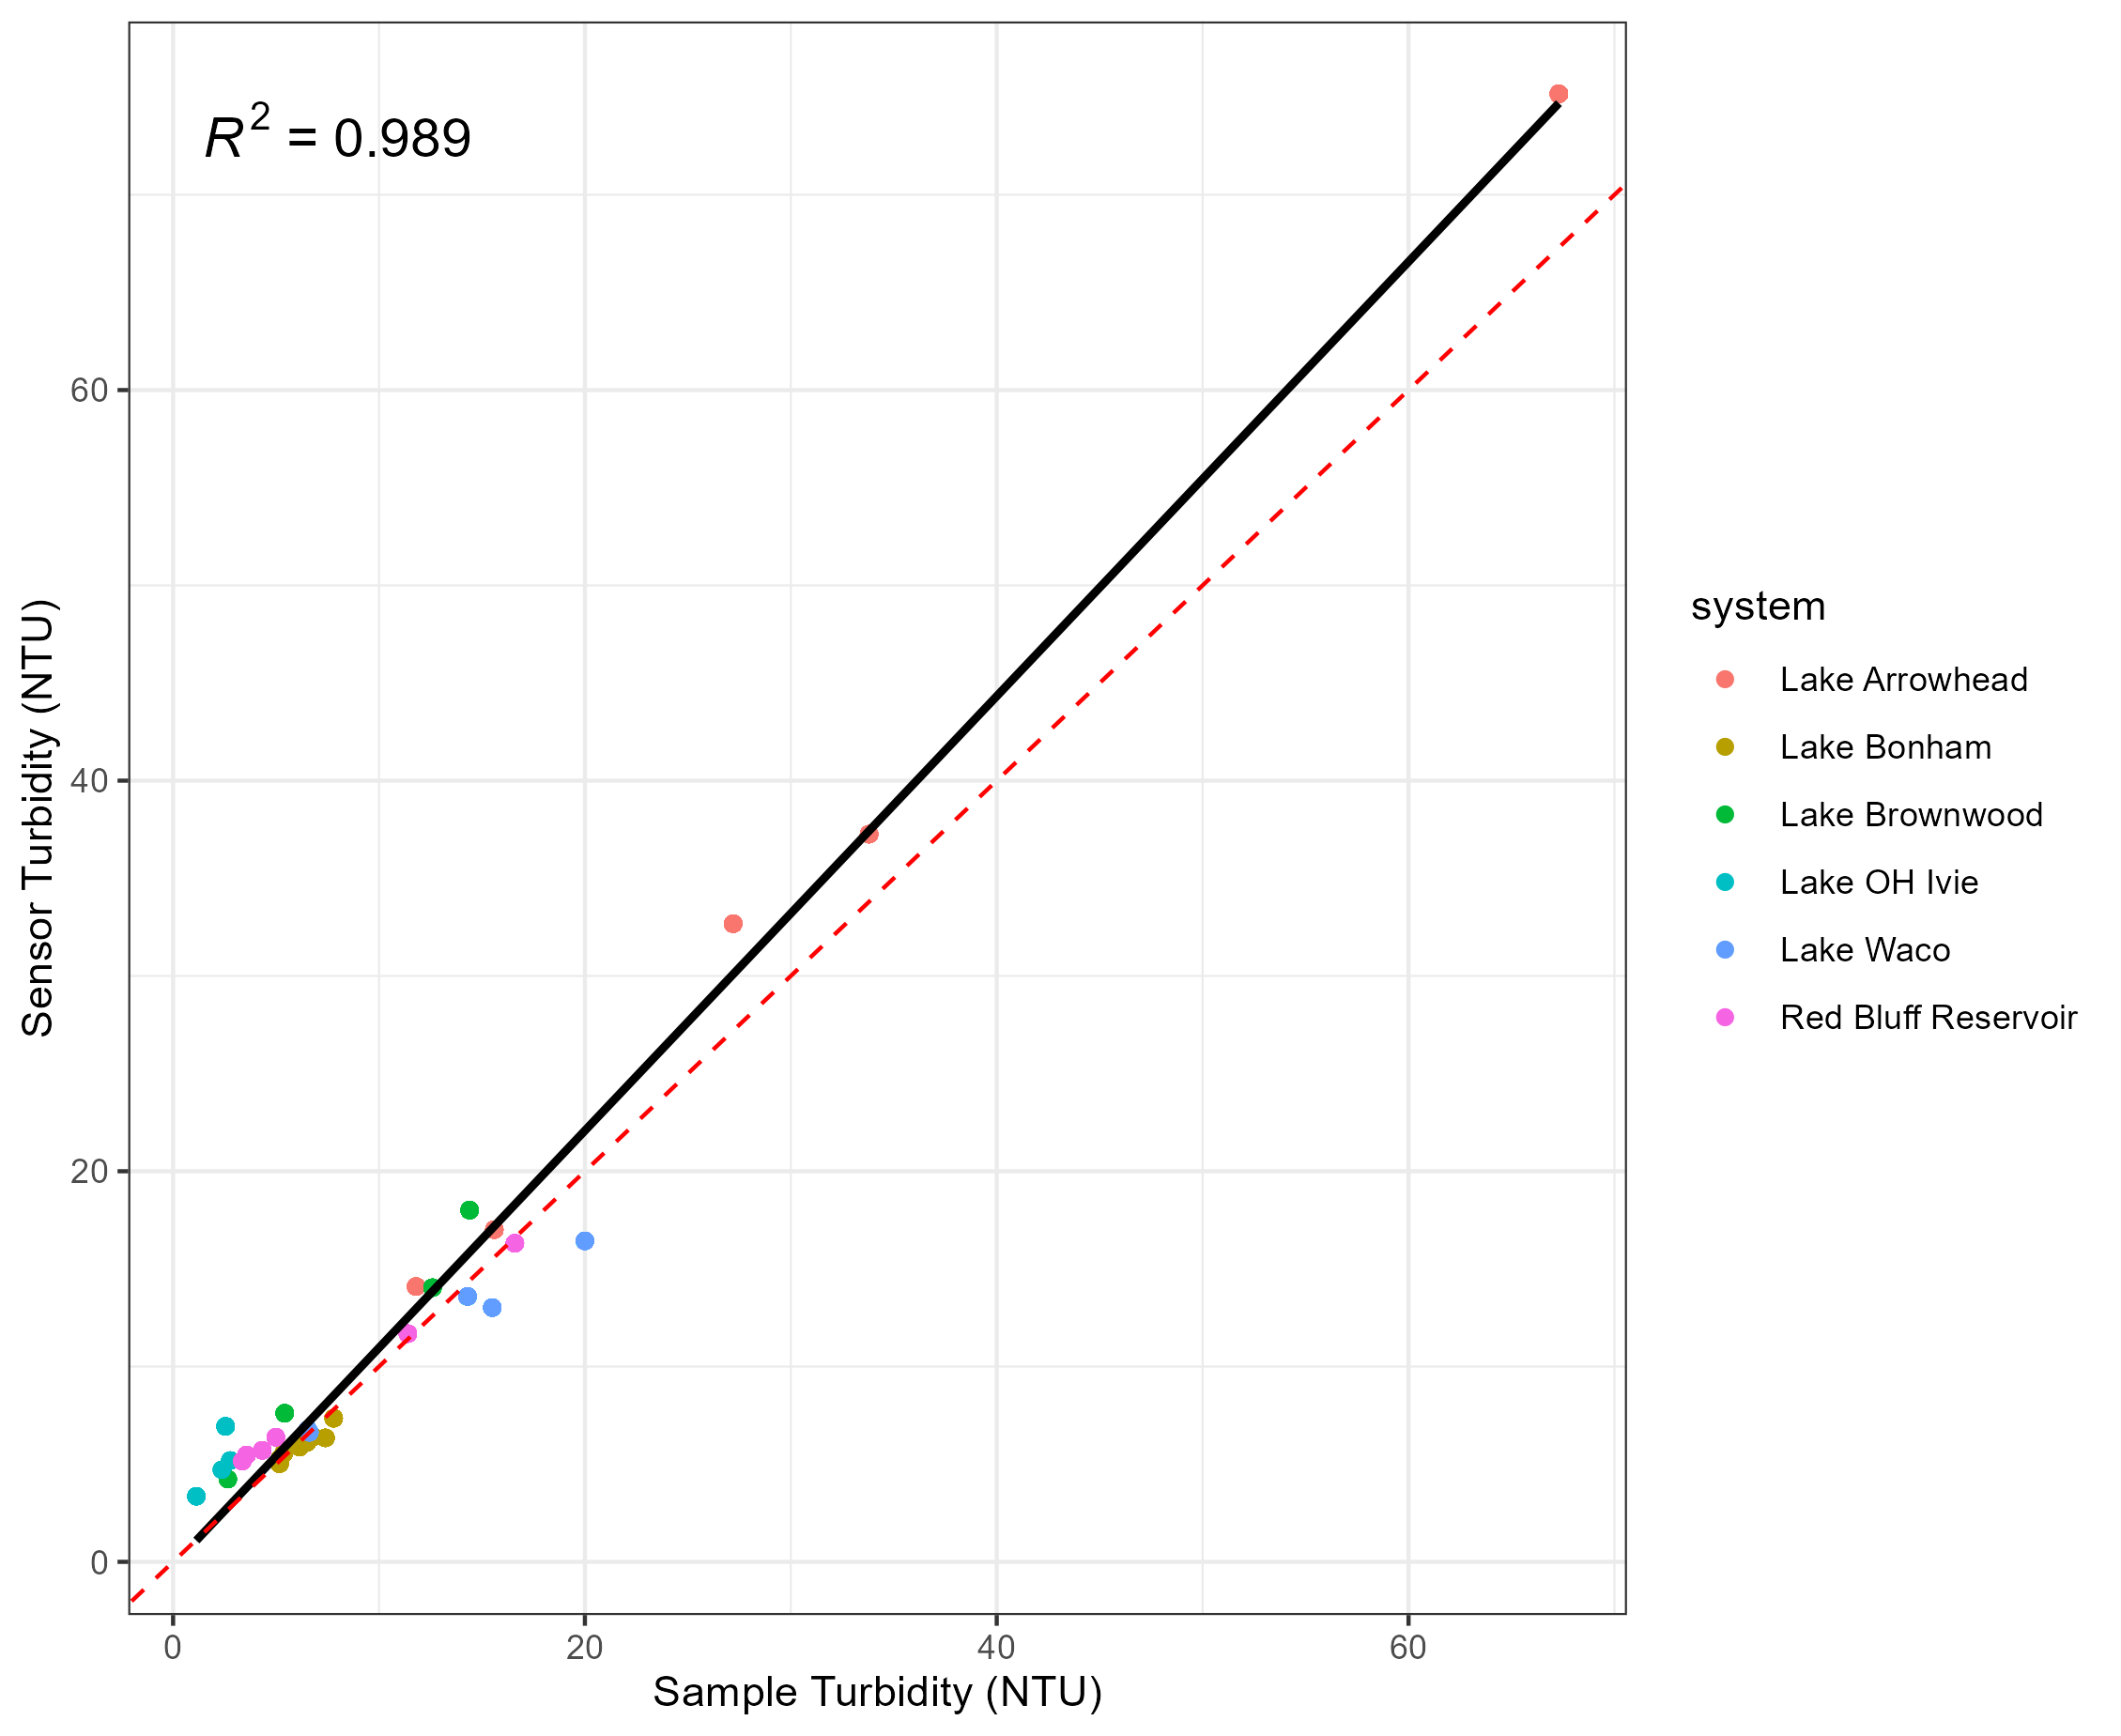 R² = 0.989
60
40
20
0
0 20 40 60
Sample Turbidity (NTU)
Sensor Turbidity (NTU)
system
Lake Arrowhead
Lake Bonham
Lake Brownwood
Lake OH Ivie
Lake Waco
Red Bluff Reservoir